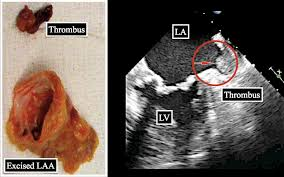 Thrombus
Excised LAA
LA
LV
Thrombus